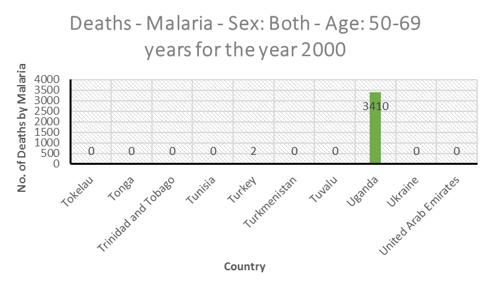 Deaths - Malaria - Sex: Both - Age: 50-69
years for the year 2000
No. of Deaths by Malaria
4000
3500
3000
2500
2000
1500
1000
500
0
0
0
0
0
2
0
0
3410
0
0
Tokelau
Tonga
Trinidad and Tobago
Tunisia
Turkey
Turkmenistan
Tuvalu
Uganda
Ukraine
United Arab Emirates
Country